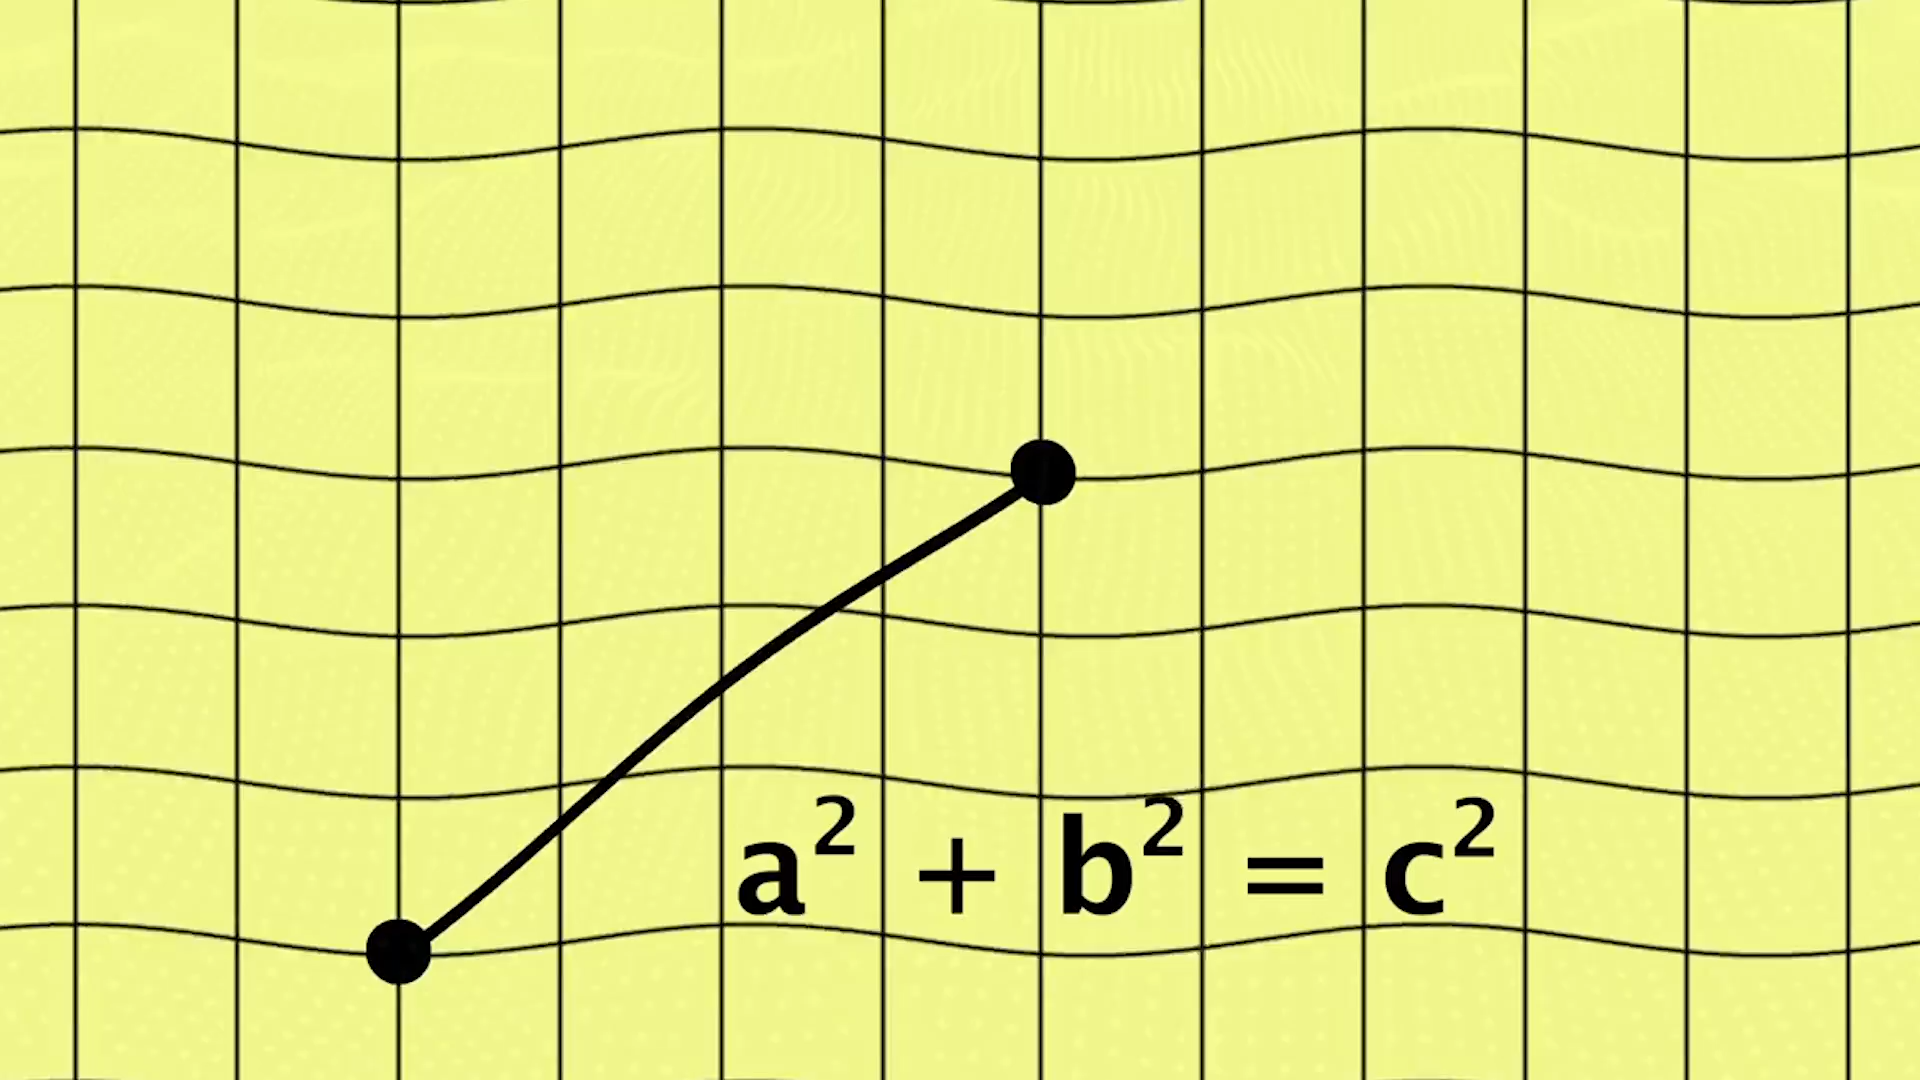 a² + b² = c²